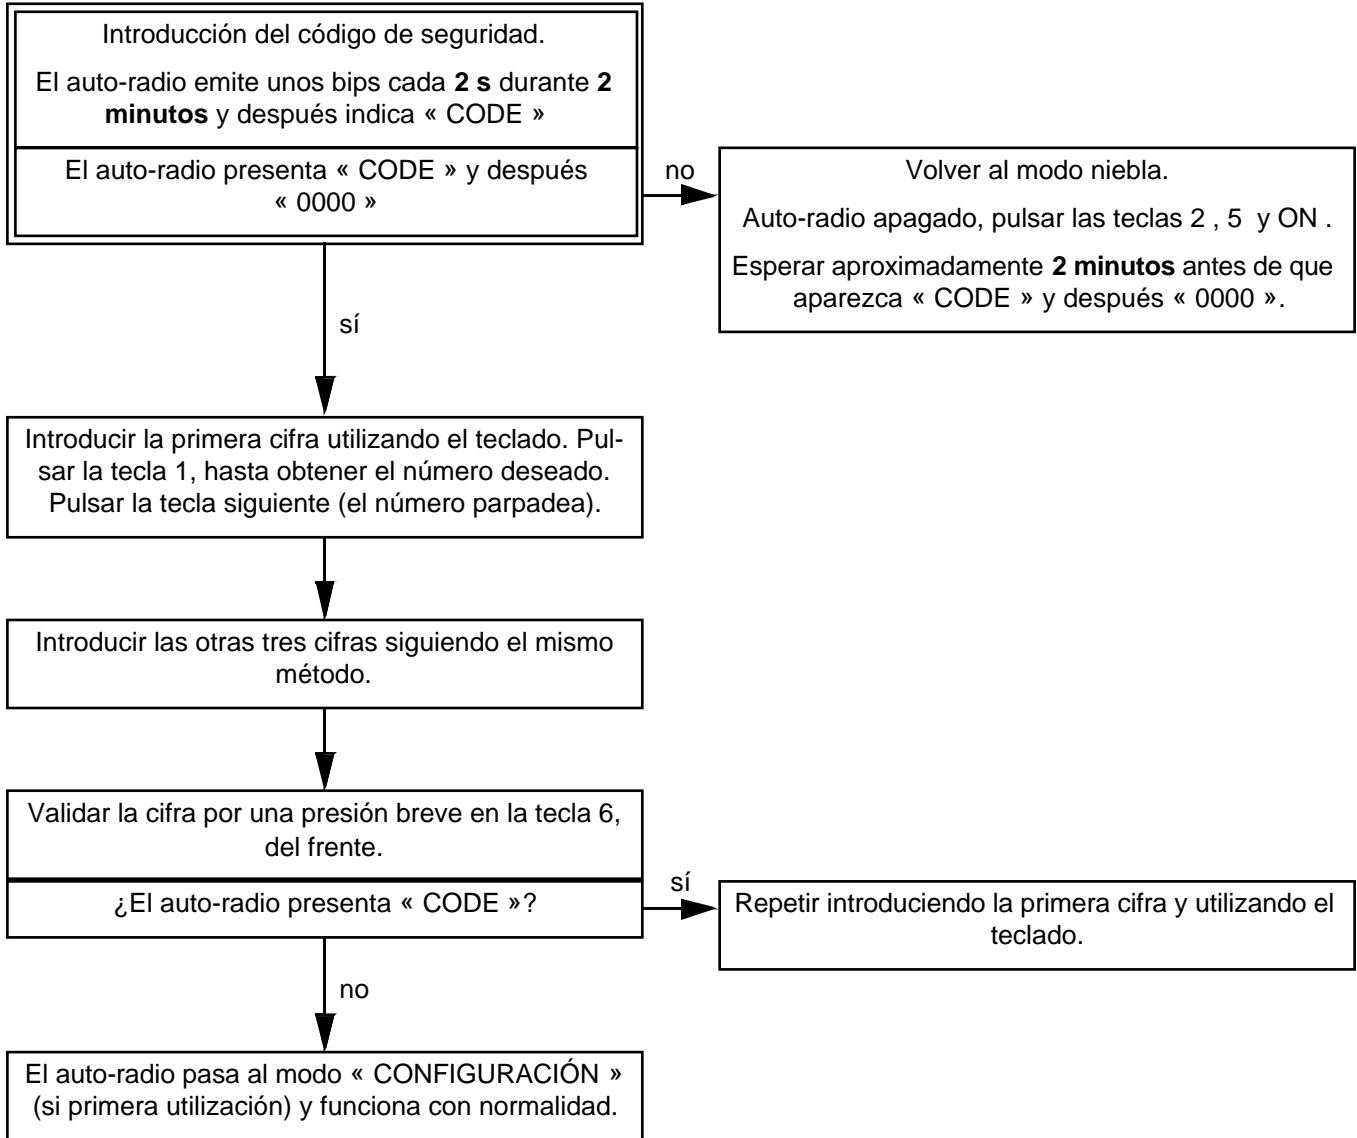 Introducción del código de seguridad.
El auto-radio emite unos bips cada 2 s durante 2
minutos y después indica « CODE »
El auto-radio presenta « CODE » y después
« 0000 »
no
Volver al modo niebla.
Auto-radio apagado, pulsar las teclas 2 , 5 y ON .
Esperar aproximadamente 2 minutos antes de que
aparezca « CODE » y después « 0000 ».
sí
Introducir la primera cifra utilizando el teclado. Pul-
sar la tecla 1, hasta obtener el número deseado.
Pulsar la tecla siguiente (el número parpadea).
Introducir las otras tres cifras siguiendo el mismo
método.
Validar la cifra por una presión breve en la tecla 6,
del frente.
¿El auto-radio presenta « CODE »?
sí
Repetir introduciendo la primera cifra y utilizando el
teclado.
no
El auto-radio pasa al modo « CONFIGURACIÓN »
(si primera utilización) y funciona con normalidad.